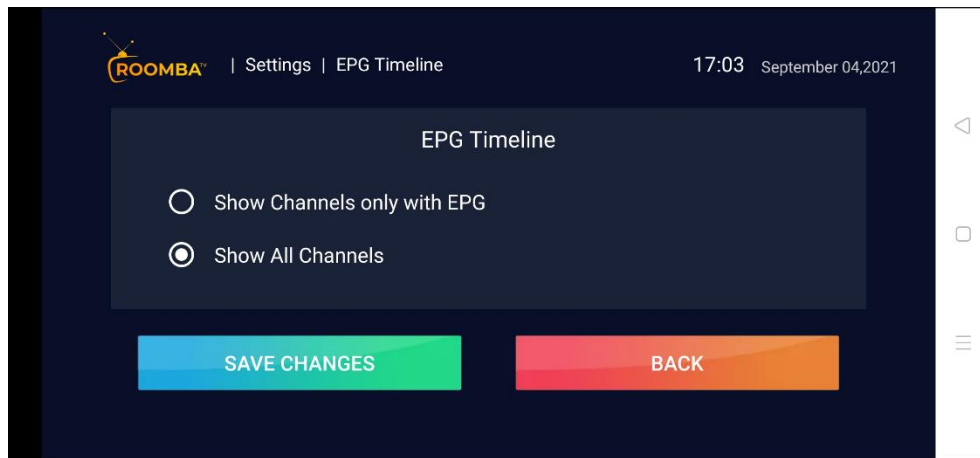 ROOMBA TV | Settings | EPG Timeline 17:03 September 04,2021
EPG Timeline
Show Channels only with EPG
Show All Channels
SAVE CHANGES BACK